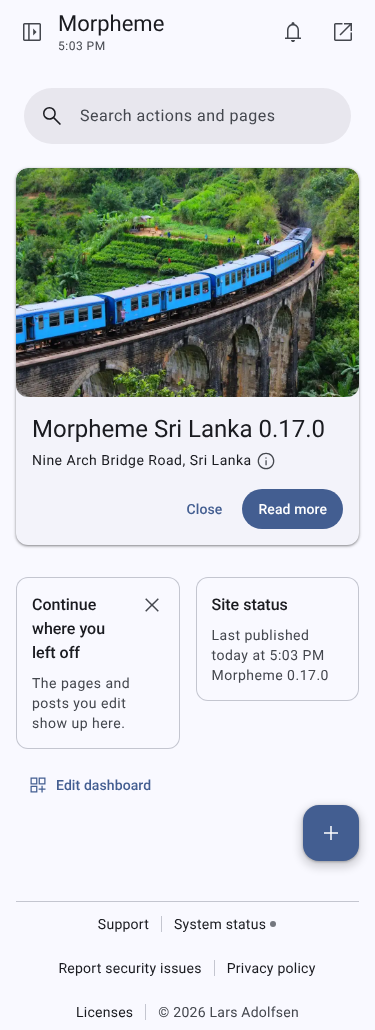 Morpheme
5:03 PM
Search actions and pages
Morpheme Sri Lanka 0.17.0
Nine Arch Bridge Road, Sri Lanka
Close
Read more
Continue
where you
left off
The pages and
posts you edit
show up here.
Site status
Last published
today at 5:03 PM
Morpheme 0.17.0
Edit dashboard
Support
System status
Report security issues
Privacy policy
Licenses
© 2026 Lars Adolfsen